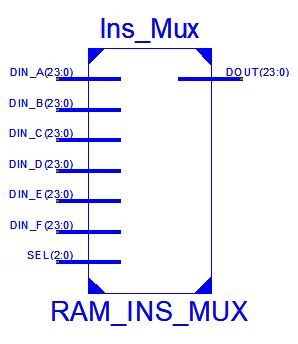 Ins_Mux
DIN_A(23:0)
DOUT(23:0)
DIN_B(23:0)
DIN_C(23:0)
DIN_D(23:0)
DIN_E(23:0)
DIN_F(23:0)
SEL(2:0)
RAM_INS_MUX